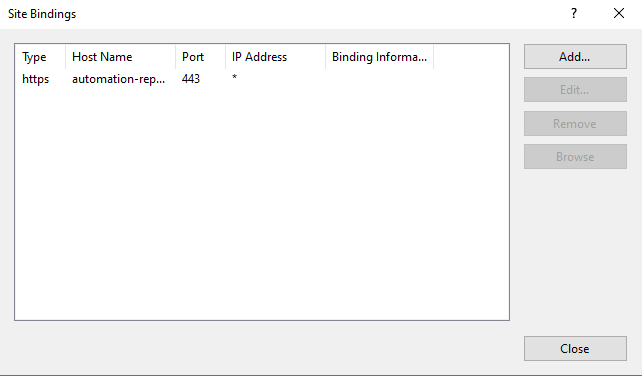 Site Bindings ?
Type Host Name Port IP Address Binding Informa...
https automation-rep... 443 *
Add...
Edit...
Remove
Browse
Close